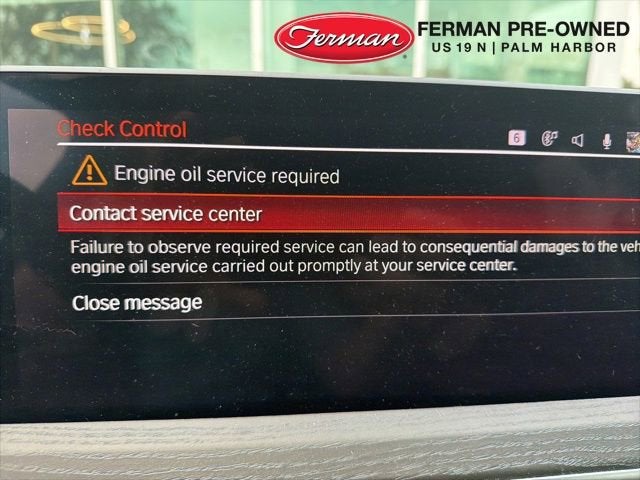 Ferman
FERMAN PRE-OWNED
US 19 N | PALM HARBOR
Check Control
6
Engine oil service required
Contact service center
Failure to observe required service can lead to consequential damages to the veh
engine oil service carried out promptly at your service center.
Close message